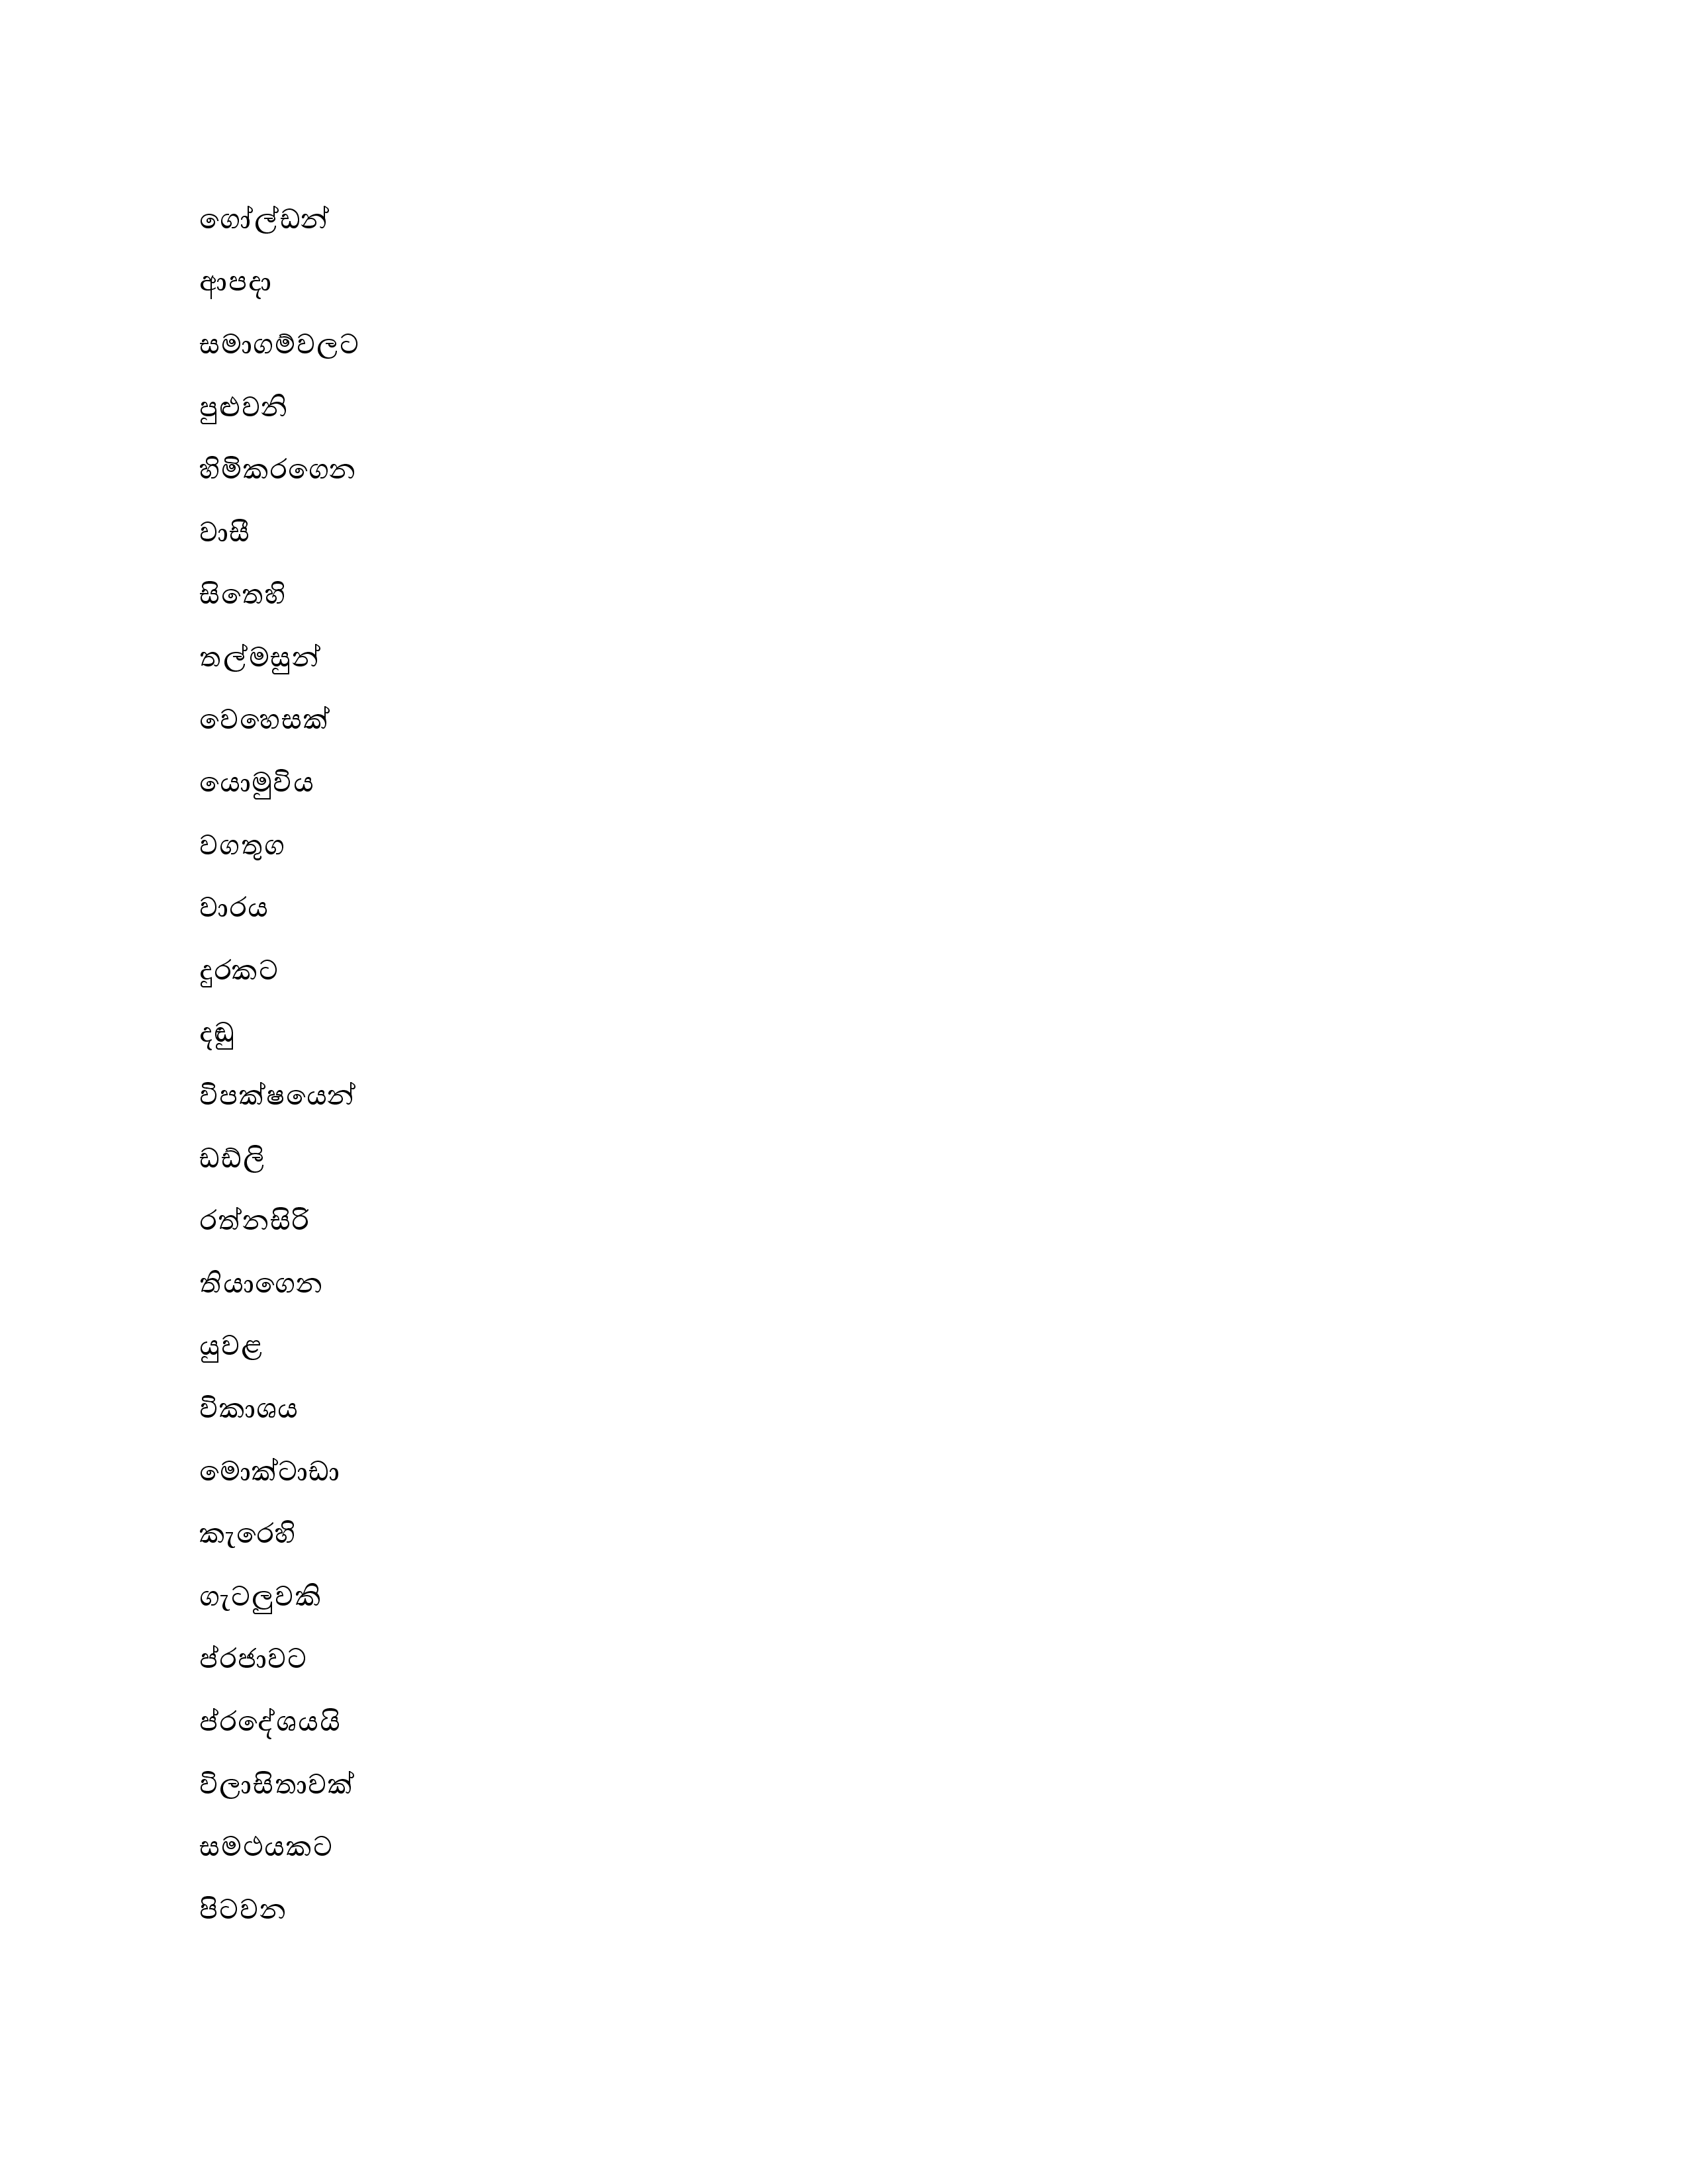 ගෝල්ඩන්
ආපදා
සමාගම්වලට
පුළුවනි
හිමිකරගෙන
වාසී
සිතෙහි
තල්මසුන්
වෙහෙසක්
යොමුවිය
වගතුග
වාරය
දුරකට
දඬු
විපක්ෂයෙන්
ඩඩ්ලි
රත්නසිරි
තියාගෙන
යුවළ
විකාශය
මොක්ටාඩා
කැරෙහි
ගැටලුවකි
ප්රජාවට
ප්රදේශයයි
විලාසිතාවක්
සමථයකට
පිටවන